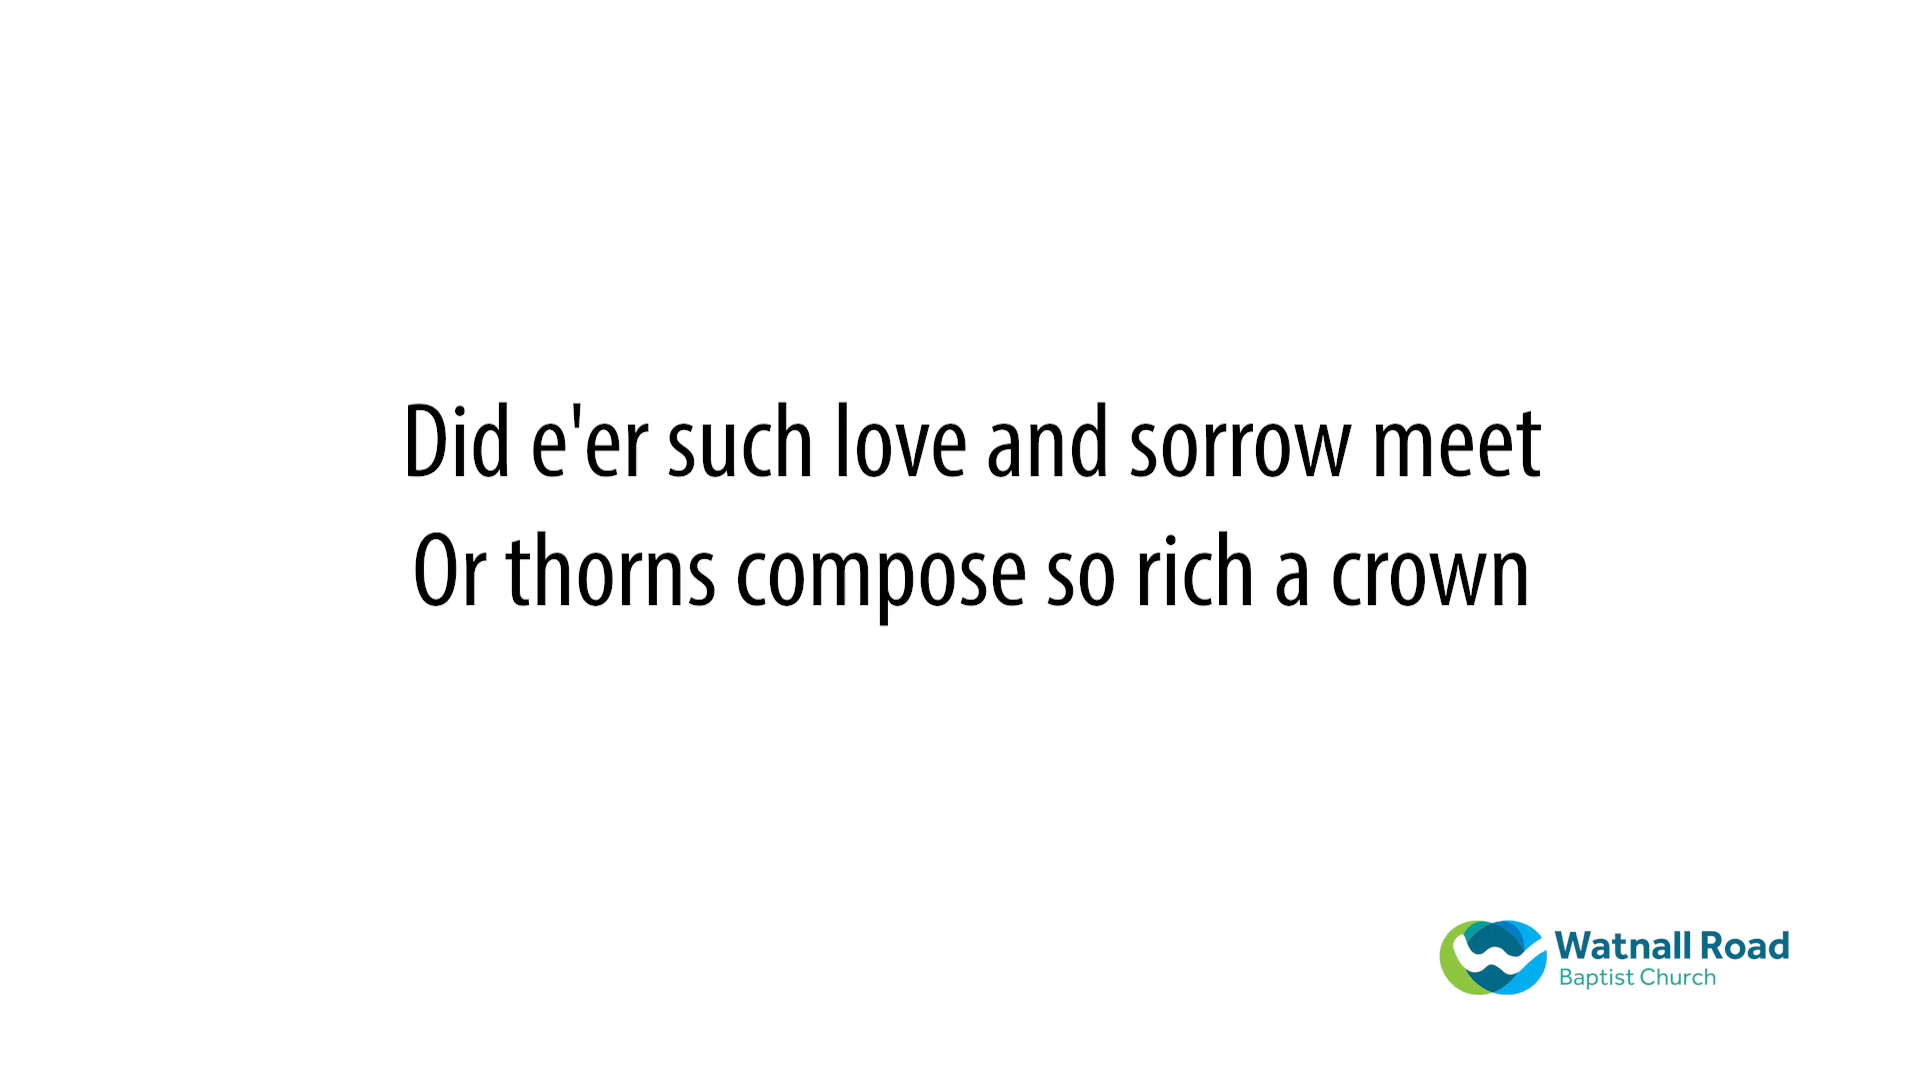 Did e'er such love and sorrow meet
Or thorns compose so rich a crown
Watnall Road
Baptist Church